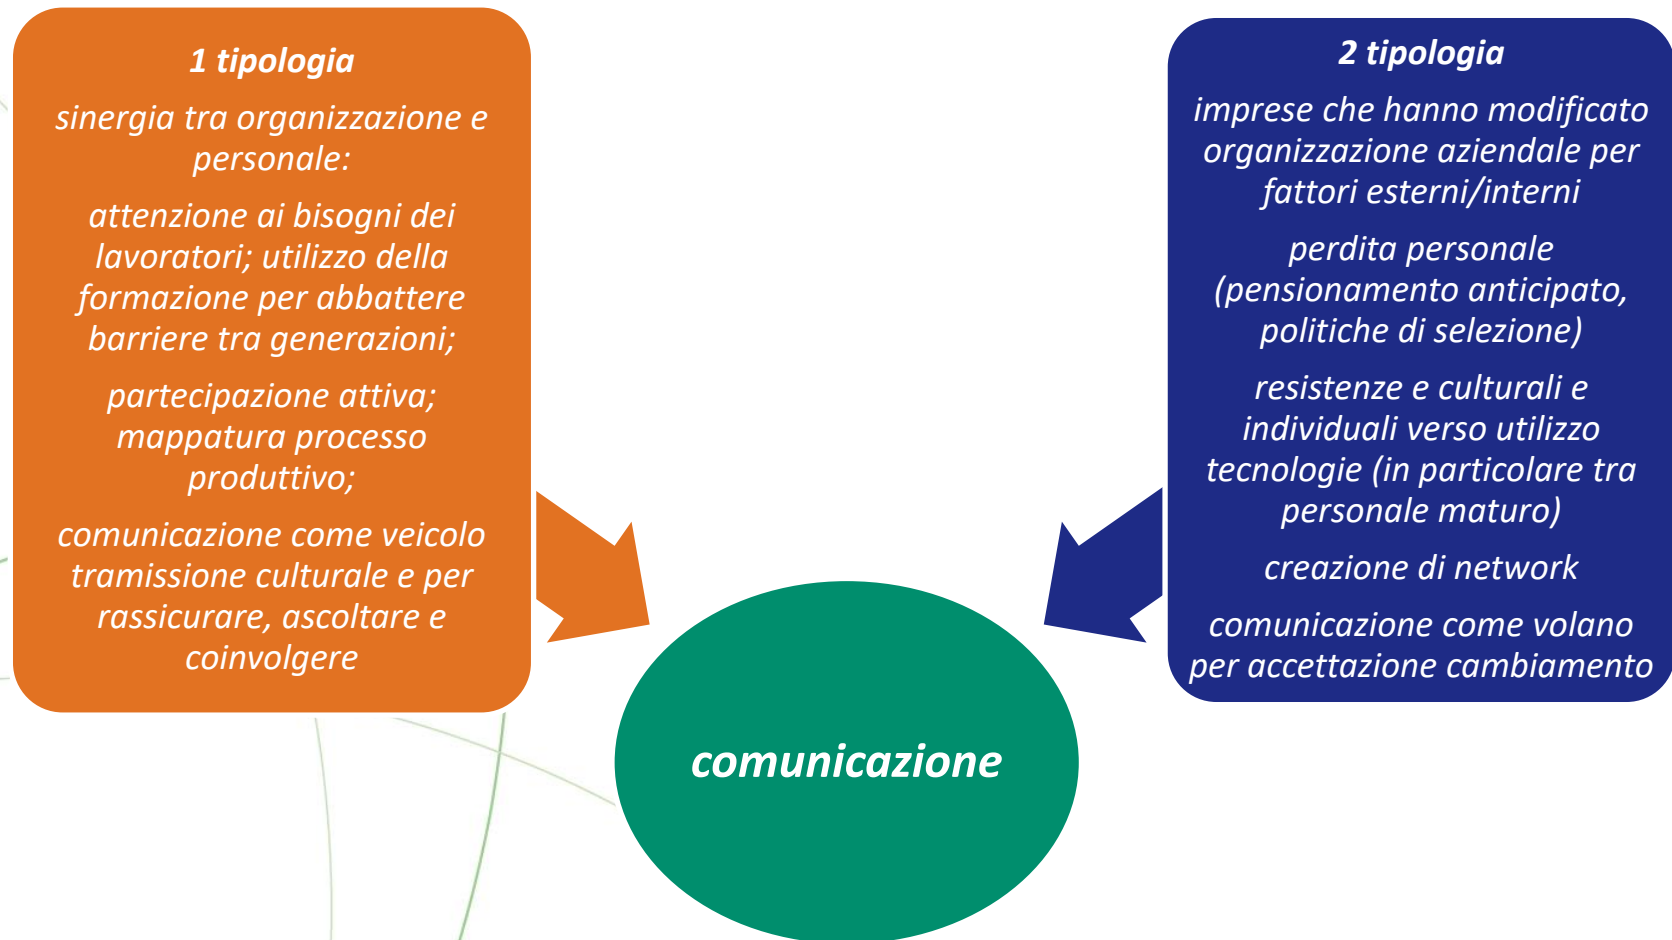 1 tipologia
sinergia tra organizzazione e
personale:
attenzione ai bisogni dei
lavoratori; utilizzo della
formazione per abbattere
barriere tra generazioni;
partecipazione attiva;
mappatura processo
produttivo;
comunicazione come veicolo
tramissione culturale e per
rassicurare, ascoltare e
coinvolgere
2 tipologia
imprese che hanno modificato
organizzazione aziendale per
fattori esterni/interni
perdita personale
(pensionamento anticipato,
politiche di selezione)
resistenze e culturali e
individuali verso utilizzo
tecnologie (in particolare tra
personale maturo)
creazione di network
comunicazione come volano
per accettazione cambiamento
comunicazione